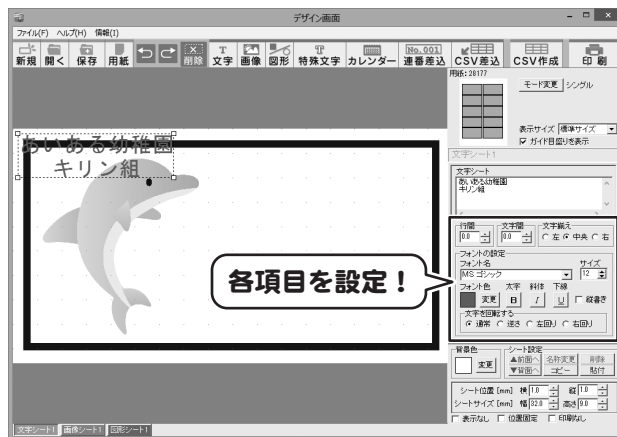 デザイン画面
ファイル(F) ヘルプ(H) 情報(I)
新規 開く 保存 用紙 削除 文字 画像 図形 特殊文字 カレンダー 連番差込 CSV差込 CSV作成 印刷
No.001
用紙: 28177
モード変更 シングル
表示サイズ 標準サイズ
ガイド目盛りを表示
文字シート1
文字シート
あいある幼稚園
キリン組
あいある幼稚園
キリン組
行間 文字間 文字揃え
0.0 0.0 左 中央 右
フォントの設定
フォント名 サイズ
MS ゴシック 12
フォント色 太字 斜体 下線
変更 B I U 縦書き
文字を回転する
通常 逆さ 左回り 右回り
各項目を設定！
背景色 シート設定
変更 ▲前面へ 名称変更 削除
▼背面へ コピー 貼付
シート位置 [mm] 横 1.0 縦 1.0
シートサイズ [mm] 幅 32.0 高さ 9.0
表示なし 位置固定 印刷なし
文字シート1 画像シート1 図形シート1